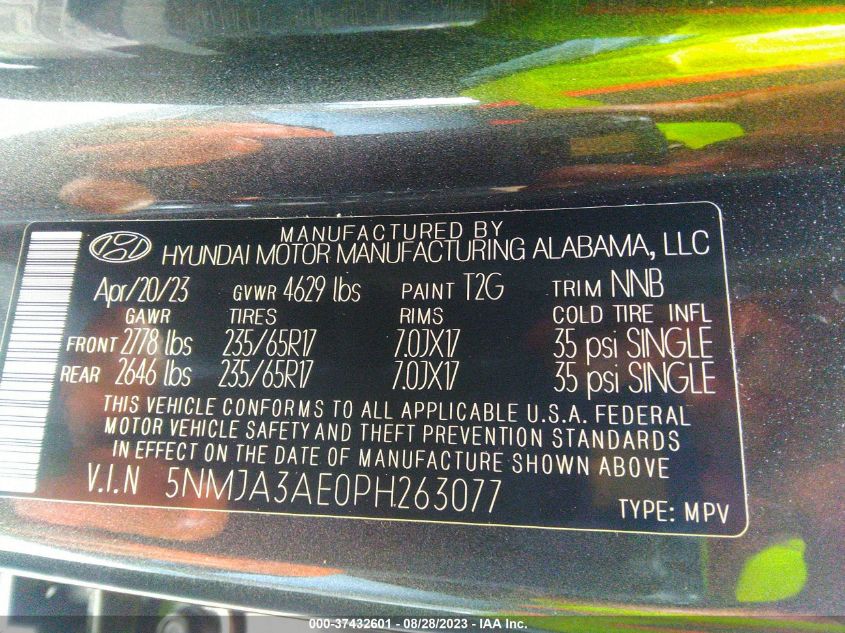 MANUFACTURED BY
HYUNDAI MOTOR MANUFACTURING ALABAMA, LLC
Apr/20/23 GVWR 4629 lbs PAINT T2G TRIM NNB
GAWR TIRES RIMS COLD TIRE INFL
FRONT 2778 lbs 235/65R17 7.0JX17 35 psi SINGLE
REAR 2646 lbs 235/65R17 7.0JX17 35 psi SINGLE
THIS VEHICLE CONFORMS TO ALL APPLICABLE U.S.A. FEDERAL
MOTOR VEHICLE SAFETY AND THEFT PREVENTION STANDARDS
IN EFFECT ON THE DATE OF MANUFACTURE SHOWN ABOVE
V.I.N 5NMJA3AE0PH263077
TYPE: MPV
000-37432601 - 08/28/2023 - IAA Inc.